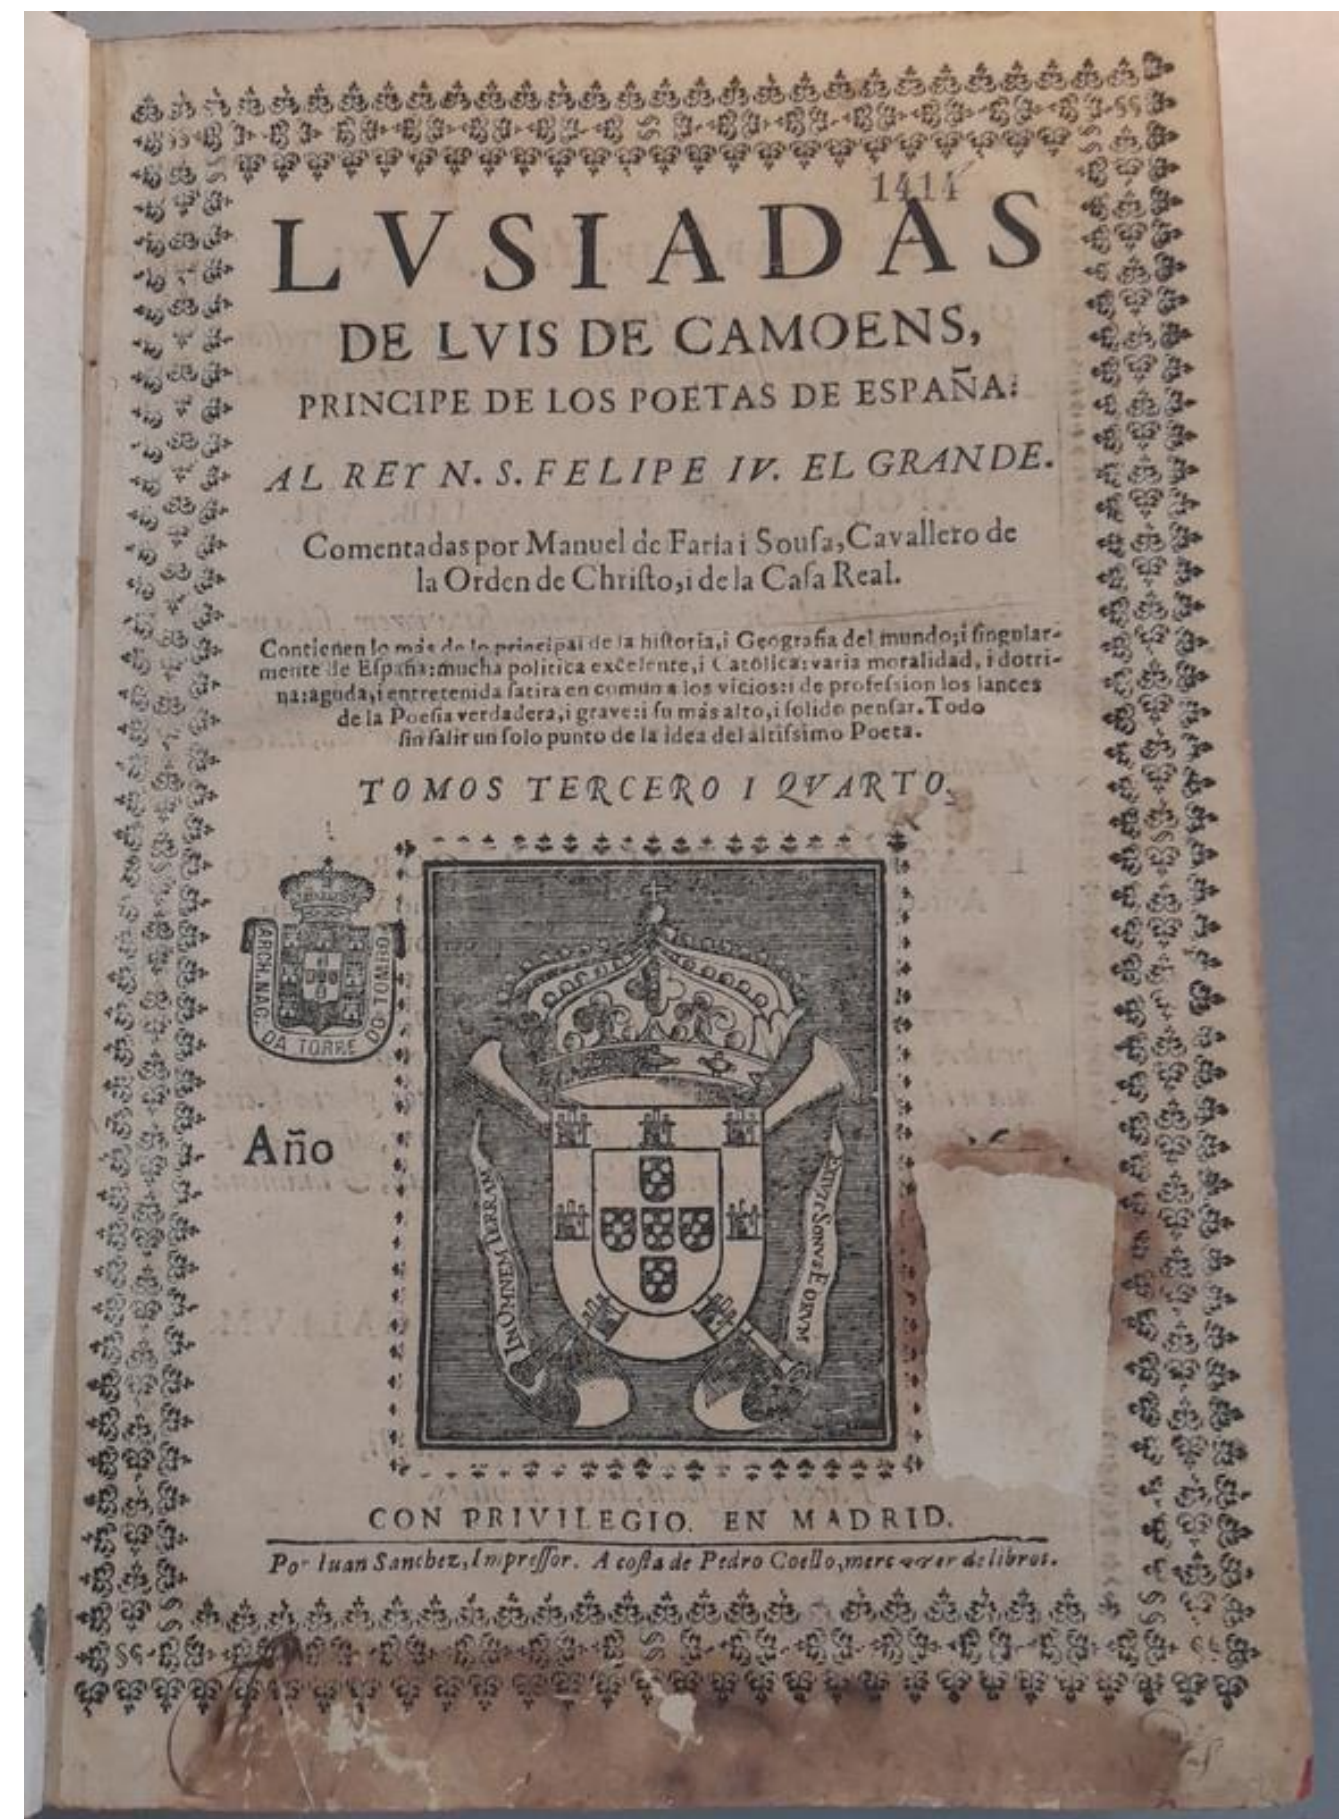 1414
LVSIADAS
DE LVIS DE CAMOENS,
PRINCIPE DE LOS POETAS DE ESPAÑA:
AL REY N. S. FELIPE IV. EL GRANDE.
Comentadas por Manuel de Faria i Sousa, Cavallero de
la Orden de Christo, i de la Casa Real.
Contienen lo más de lo principal de la historia, i Geografia del mundo; i singular-
mente de España: mucha politica excelente, i Católica: varia moralidad, i dotri-
na: aguda, i entretenida satira en comun a los vicios: i de profession los lances
de la Poesia verdadera, i grave: i su más alto, i solido pensar. Todo
sin salir un solo punto de la idea del altissimo Poeta.
TOMOS TERCERO I QVARTO.
ARCH. NAC. DA TORRE DO TOMBO
Año
IN OMNEM TERRAM
EXIVIT SONVS EORVM
CON PRIVILEGIO. EN MADRID.
Por Iuan Sanchez, Impressor. A costa de Pedro Coello, mercader de libros.